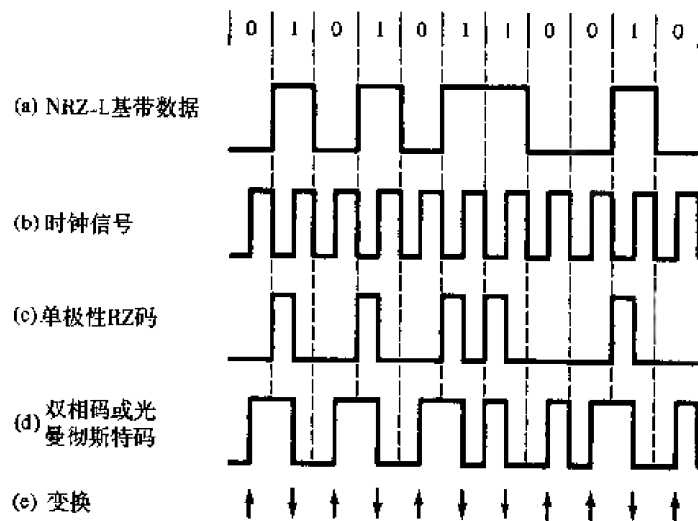 0 1 0 1 0 1 1 0 0 1 0
(a) NRZ-L基带数据
(b) 时钟信号
(c) 单极性RZ码
(d) 双相码或光
曼彻斯特码
(e) 变换